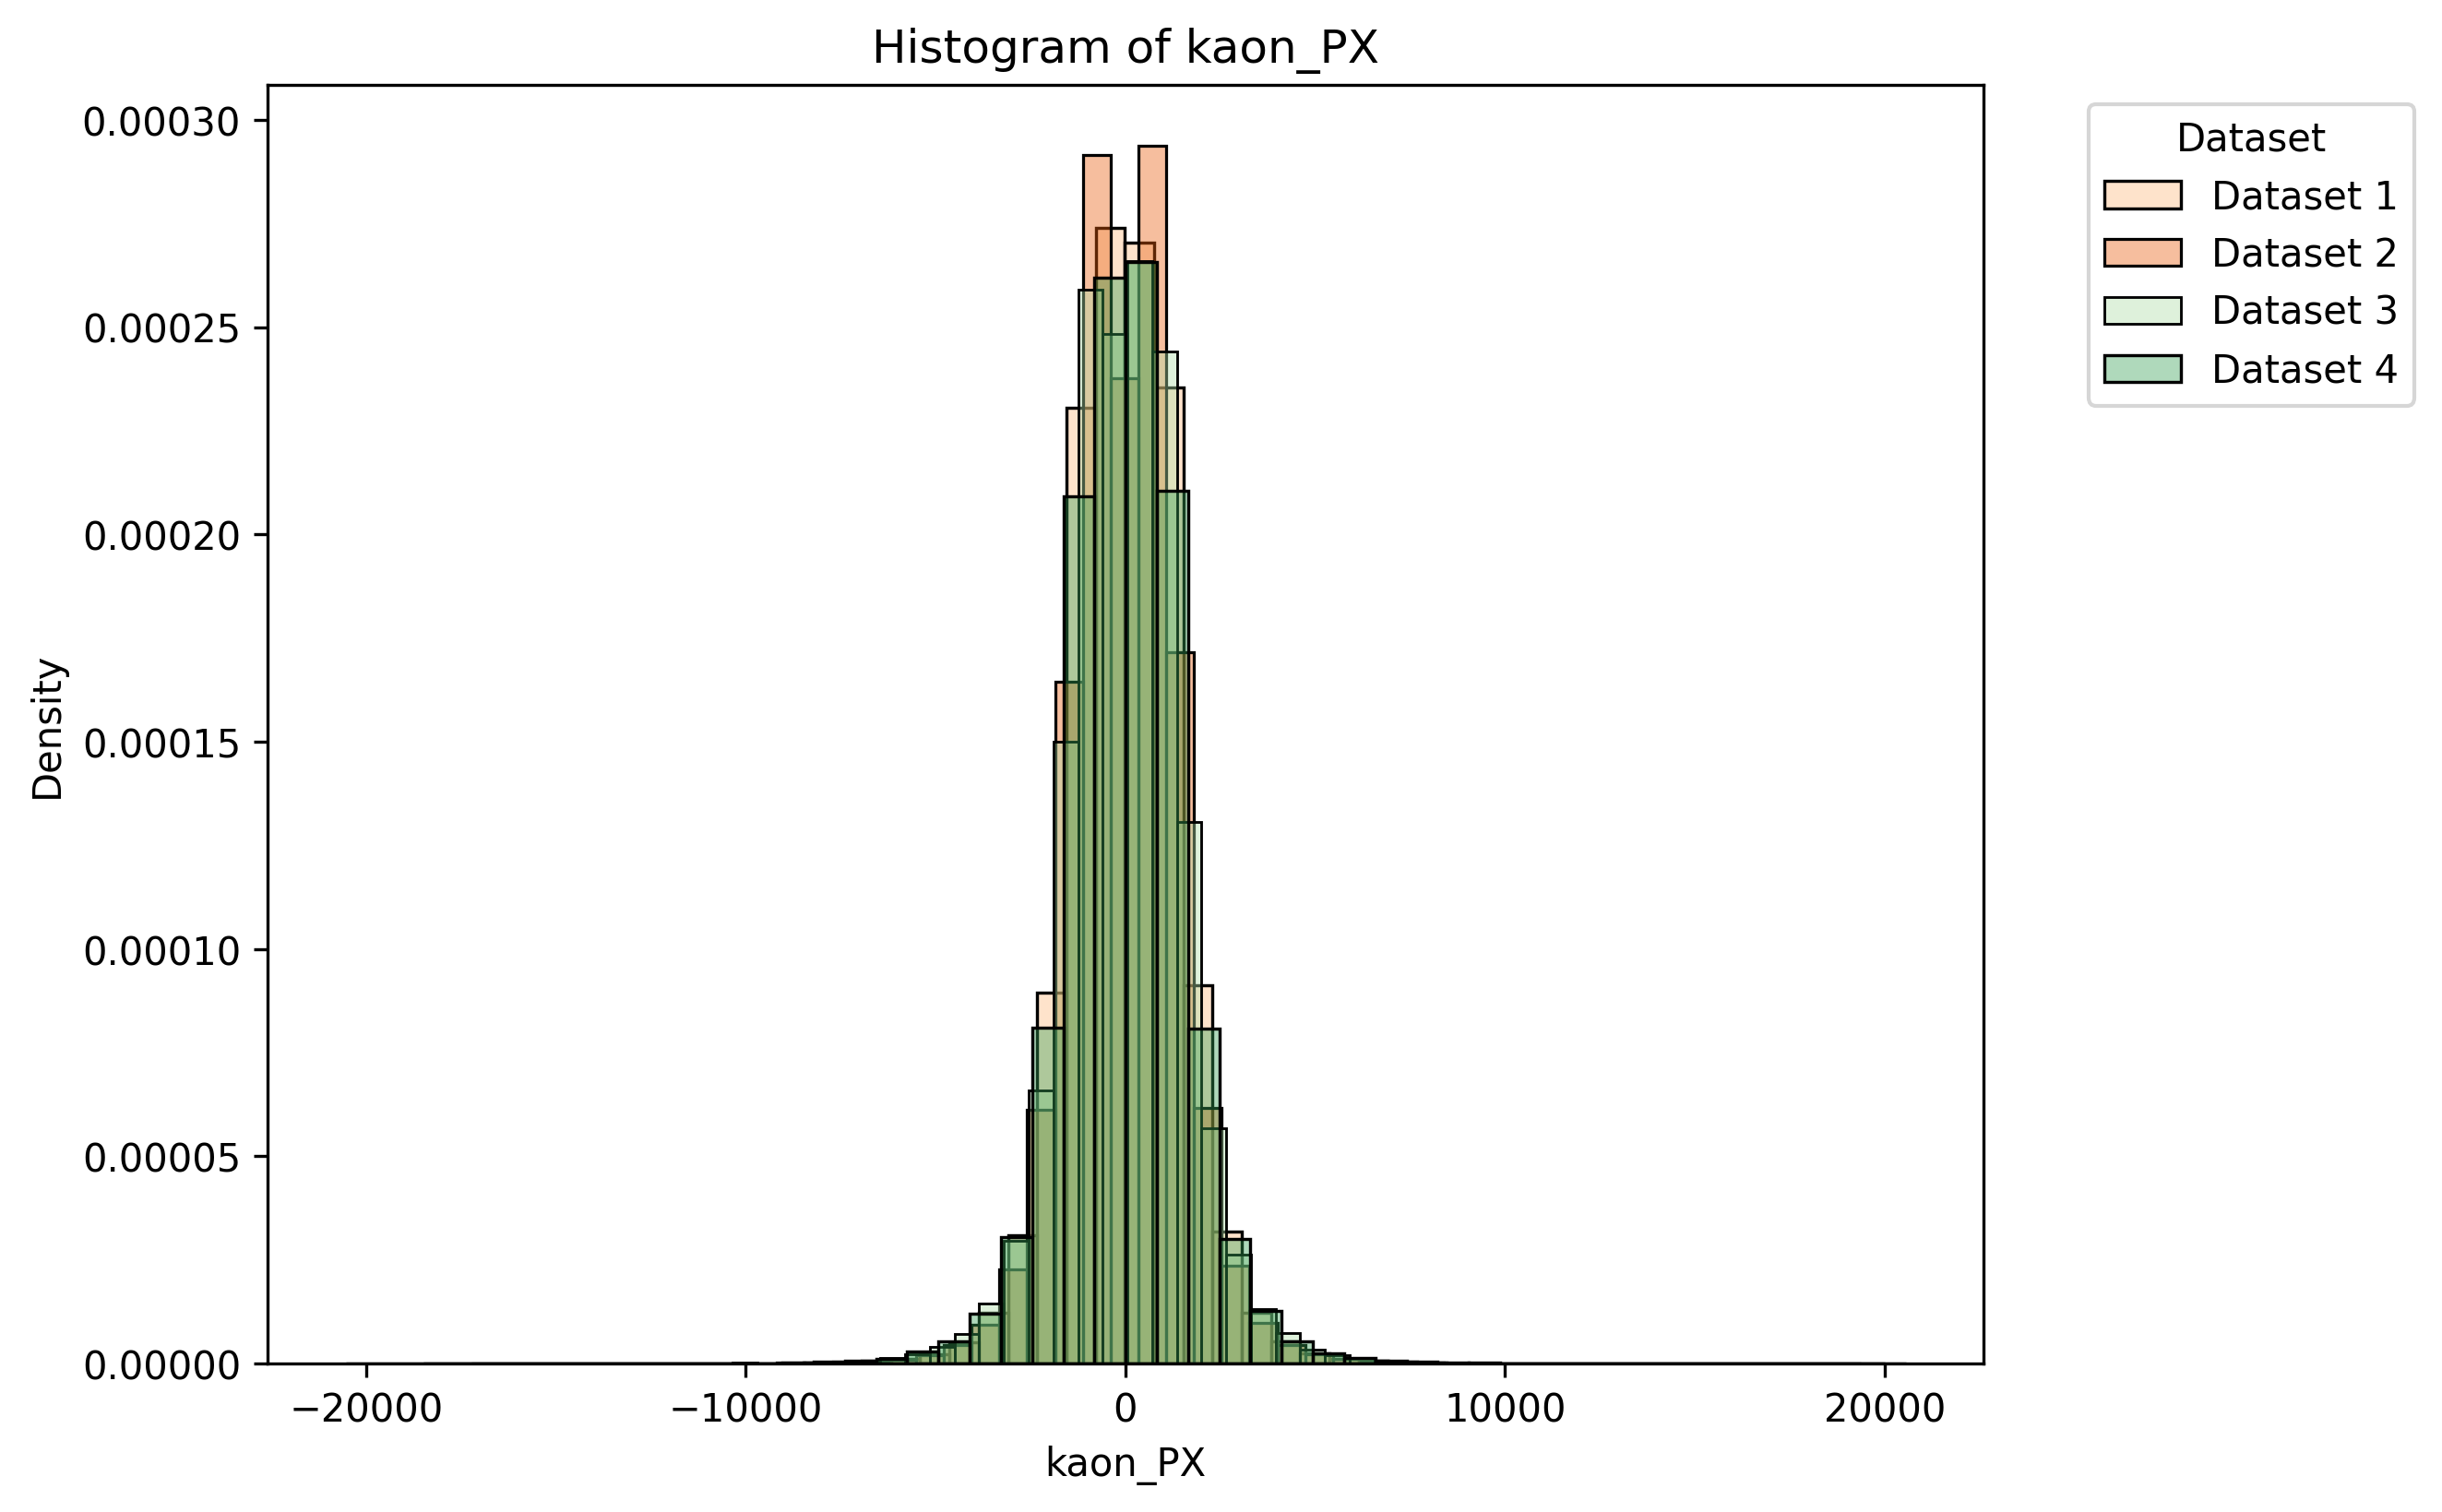 Histogram of kaon_PX
0.00030
0.00025
0.00020
0.00015
0.00010
0.00005
0.00000
Density
−20000
−10000
0
10000
20000
kaon_PX
Dataset
Dataset 1
Dataset 2
Dataset 3
Dataset 4